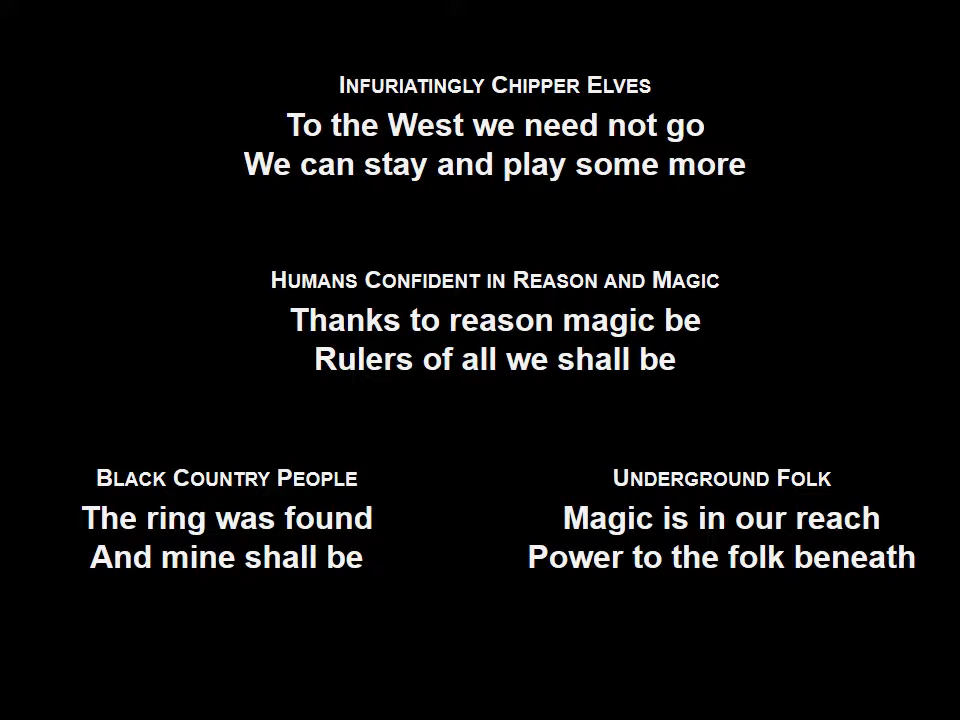 Infuriatingly Chipper Elves
To the West we need not go
We can stay and play some more
Humans Confident in Reason and Magic
Thanks to reason magic be
Rulers of all we shall be
Black Country People
The ring was found
And mine shall be
Underground Folk
Magic is in our reach
Power to the folk beneath